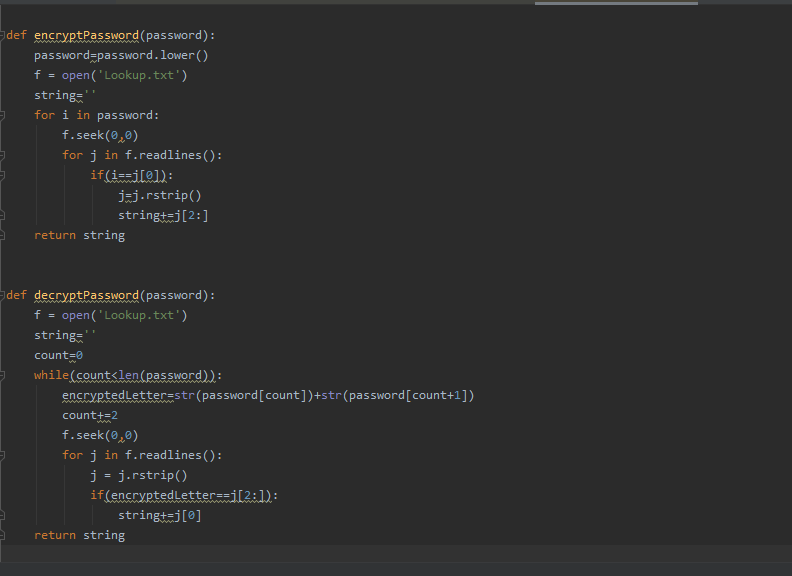 def encryptPassword(password):
    password=password.lower()
    f = open('Lookup.txt')
    string=''
    for i in password:
        f.seek(0,0)
        for j in f.readlines():
            if(i==j[0]):
                j=j.rstrip()
                string+=j[2:]
    return string
def decryptPassword(password):
    f = open('Lookup.txt')
    string=''
    count=0
    while(count<len(password)):
        encryptedLetter=str(password[count])+str(password[count+1])
        count+=2
        f.seek(0,0)
        for j in f.readlines():
            j = j.rstrip()
            if(encryptedLetter==j[2:]):
                string+=j[0]
    return string